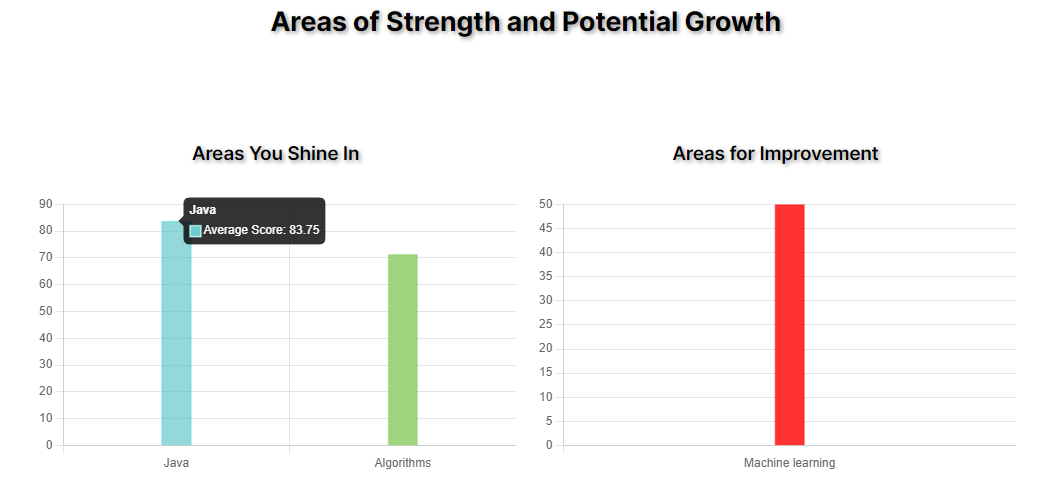 Areas of Strength and Potential Growth
Areas You Shine In
90
80
70
60
50
40
30
20
10
0
Java
Average Score: 83.75
Java
Algorithms
Areas for Improvement
50
45
40
35
30
25
20
15
10
5
0
Machine learning